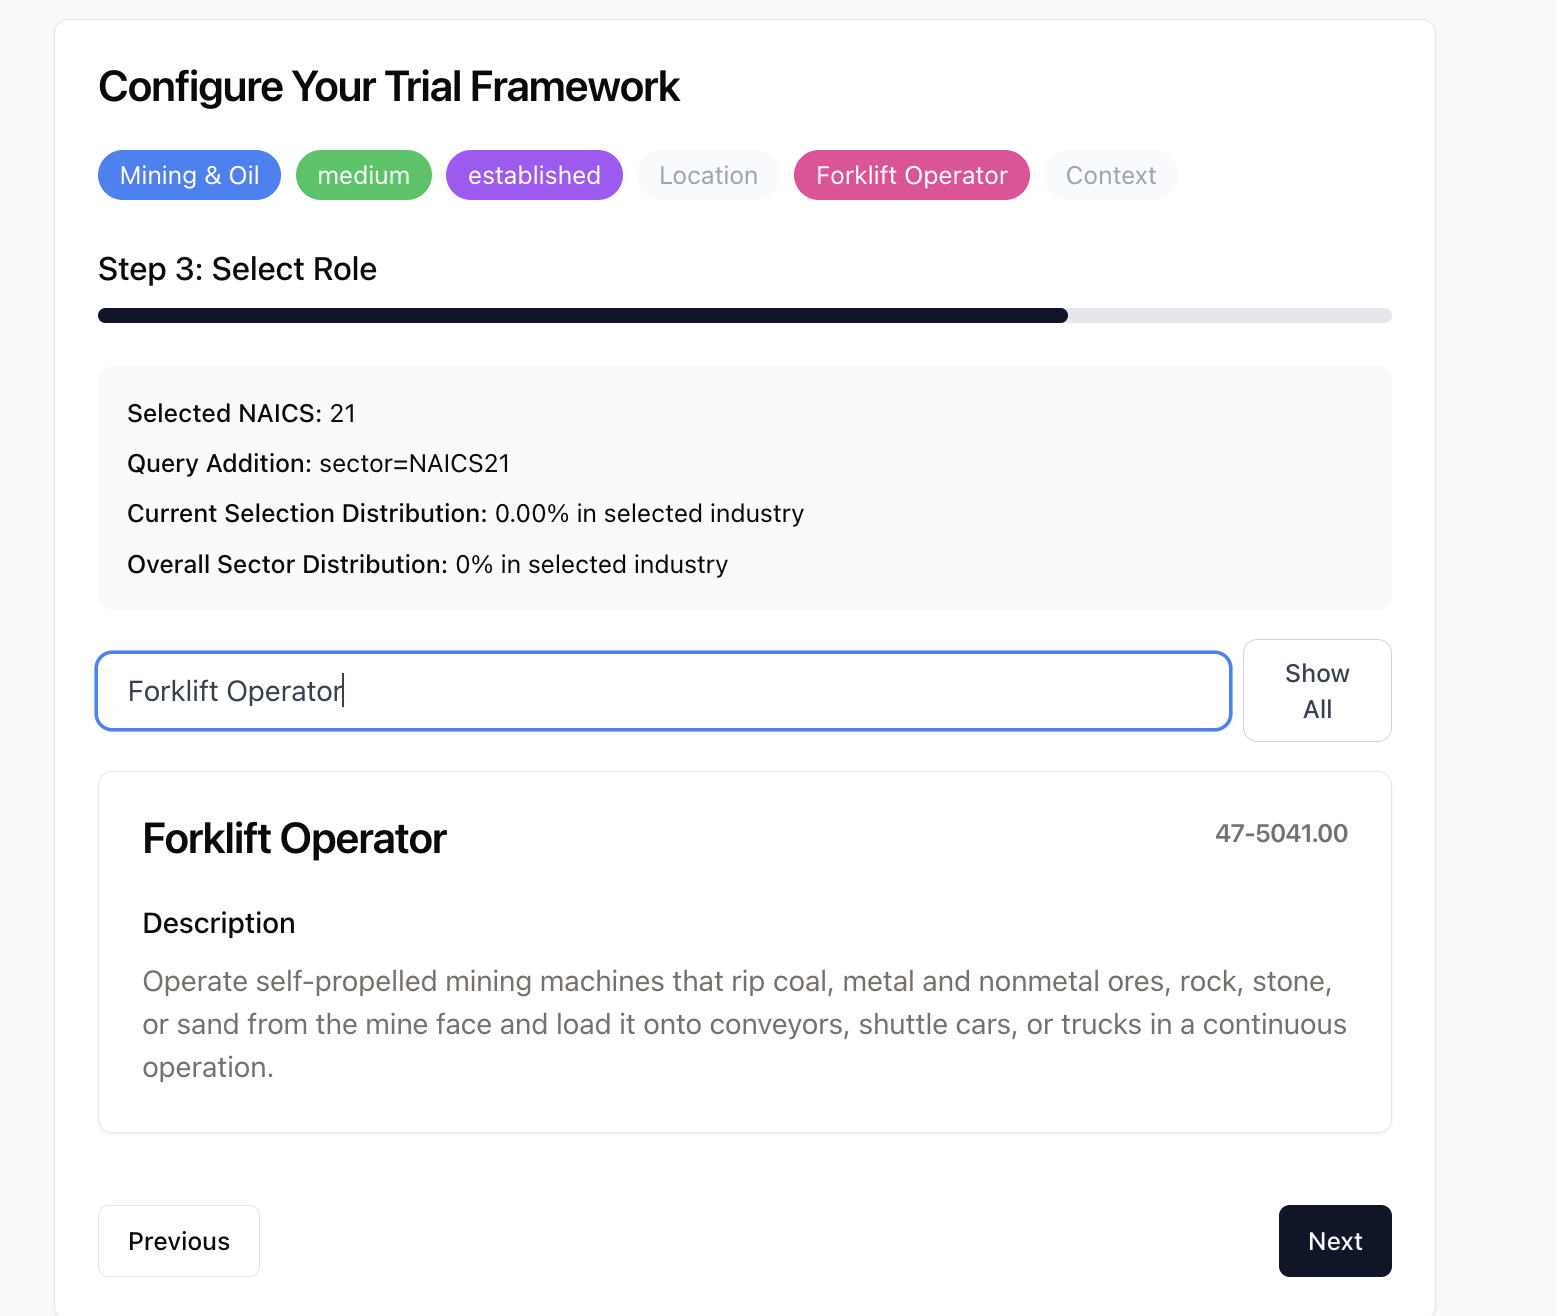 Configure Your Trial Framework
Mining & Oil medium established Location Forklift Operator Context
Step 3: Select Role
Selected NAICS: 21
Query Addition: sector=NAICS21
Current Selection Distribution: 0.00% in selected industry
Overall Sector Distribution: 0% in selected industry
Forklift Operator
Show
All
Forklift Operator 47-5041.00
Description
Operate self-propelled mining machines that rip coal, metal and nonmetal ores, rock, stone,
or sand from the mine face and load it onto conveyors, shuttle cars, or trucks in a continuous
operation.
Previous Next